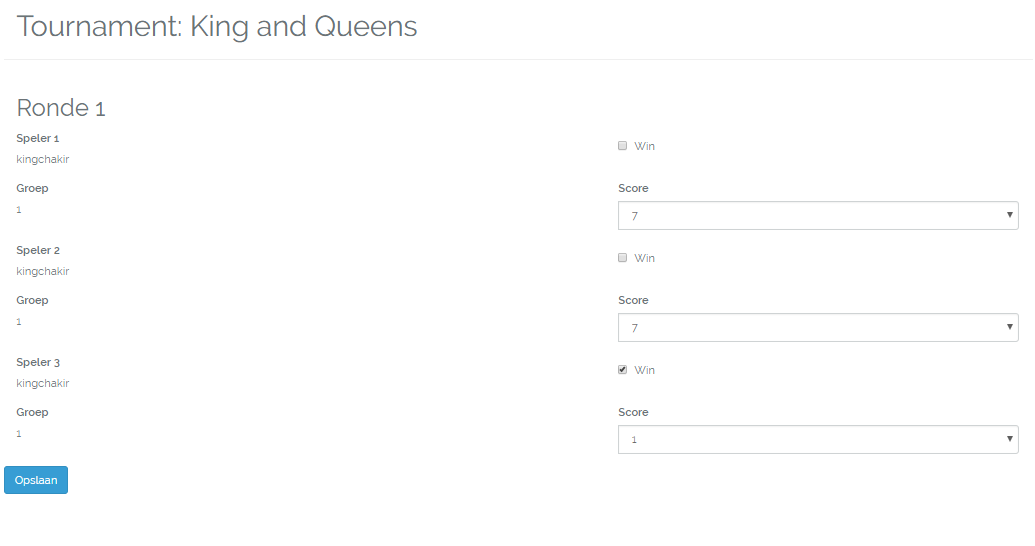 Tournament: King and Queens
Ronde 1
Speler 1
kingchakir
Win
Groep
Score
1
7
Speler 2
kingchakir
Win
Groep
Score
1
7
Speler 3
kingchakir
Win
Groep
Score
1
1
Opslaan